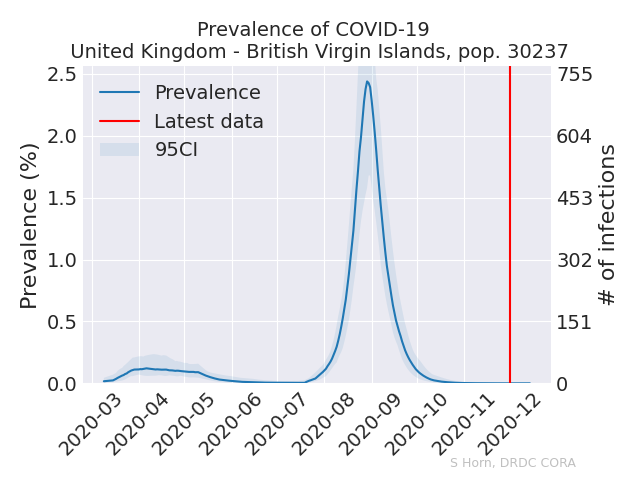 Prevalence of COVID-19
United Kingdom - British Virgin Islands, pop. 30237
Prevalence (%)
2.5
2.0
1.5
1.0
0.5
0.0
Prevalence
Latest data
95CI
755
604
453
302
151
0
# of infections
2020-03
2020-04
2020-05
2020-06
2020-07
2020-08
2020-09
2020-10
2020-11
2020-12
S Horn, DRDC CORA